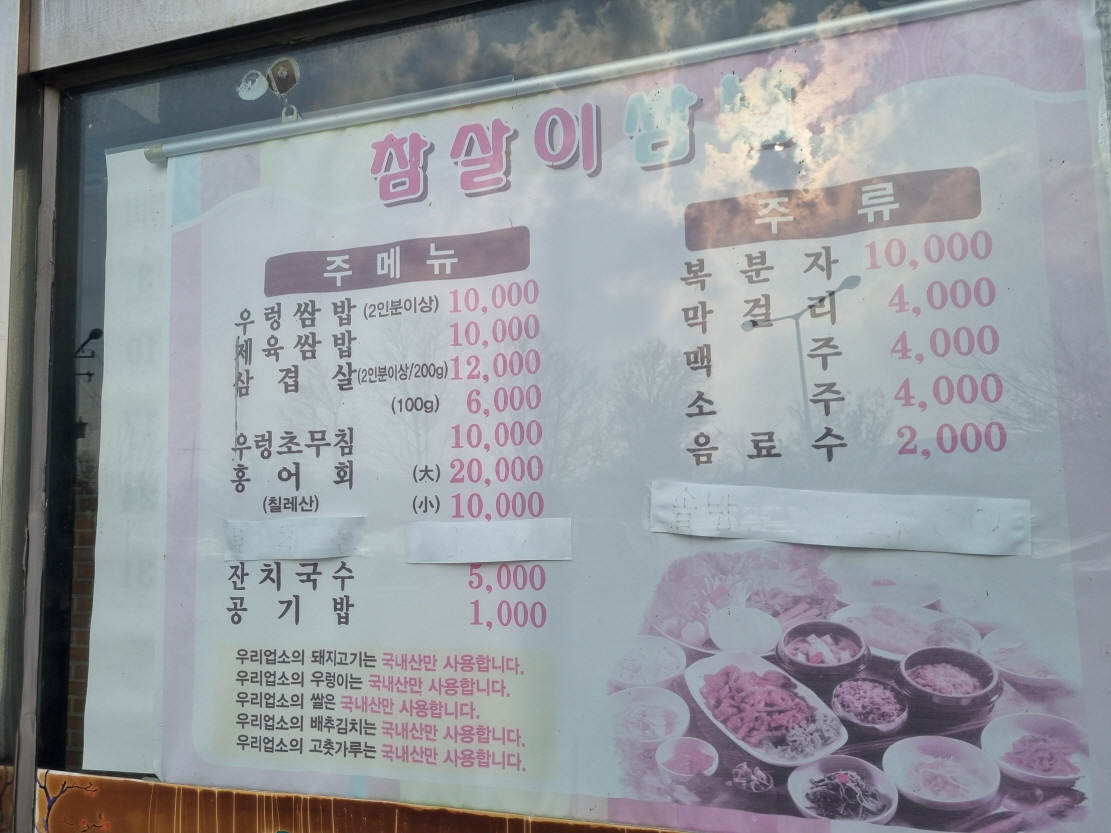 참살이쌈
주메뉴
우렁쌈밥(2인분이상) 10,000
제육쌈밥 10,000
삼겹살(2인분이상/200g) 12,000
(100g) 6,000
우렁초무침 10,000
홍어회 (大) 20,000
(칠레산) (小) 10,000
잔치국수 5,000
공기밥 1,000
우리업소의 돼지고기는 국내산만 사용합니다.
우리업소의 우렁이는 국내산만 사용합니다.
우리업소의 쌀은 국내산만 사용합니다.
우리업소의 배추김치는 국내산만 사용합니다.
우리업소의 고춧가루는 국내산만 사용합니다.
주류
복분자 10,000
막걸리 4,000
맥주 4,000
소주 4,000
음료수 2,000